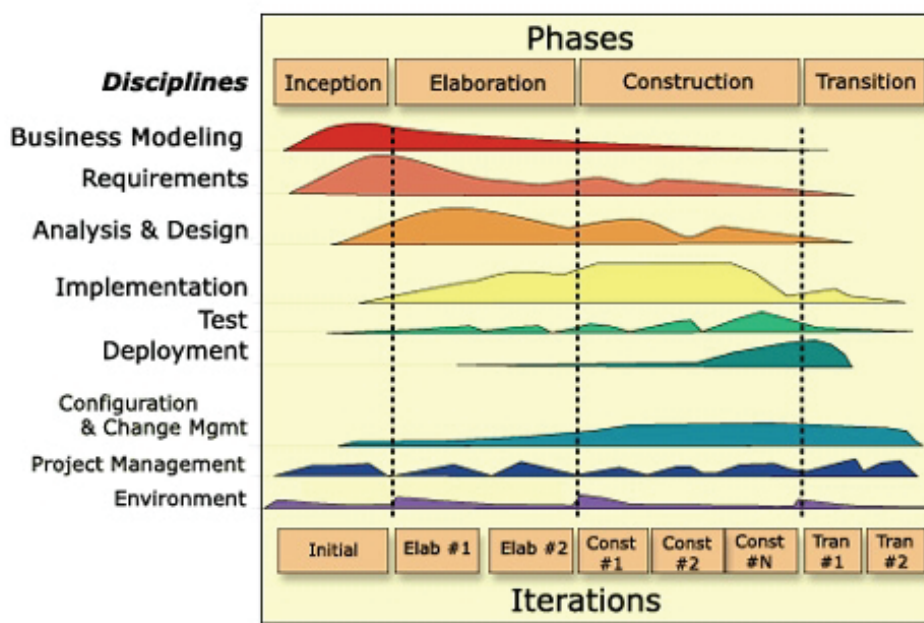 Phases
Disciplines
Inception
Elaboration
Construction
Transition
Business Modeling
Requirements
Analysis & Design
Implementation
Test
Deployment
Configuration
& Change Mgmt
Project Management
Environment
Initial
Elab #1
Elab #2
Const
#1
Const
#2
Const
#N
Tran
#1
Tran
#2
Iterations